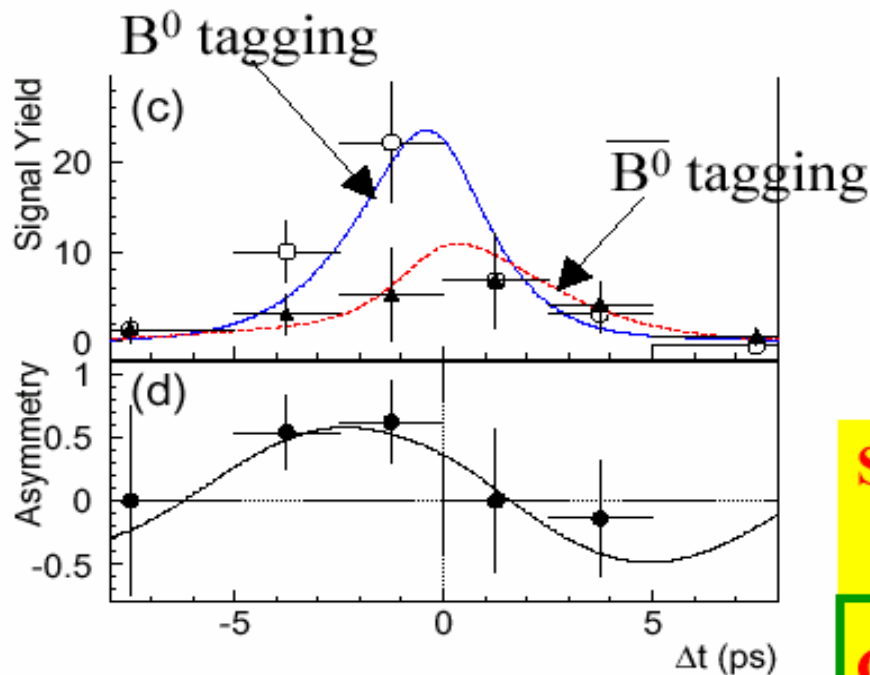 B⁰ tagging
(c)
Signal Yield
20
10
0
B̅⁰ tagging
(d)
Asymmetry
1
0.5
0
-0.5
-5
0
5
Δt (ps)